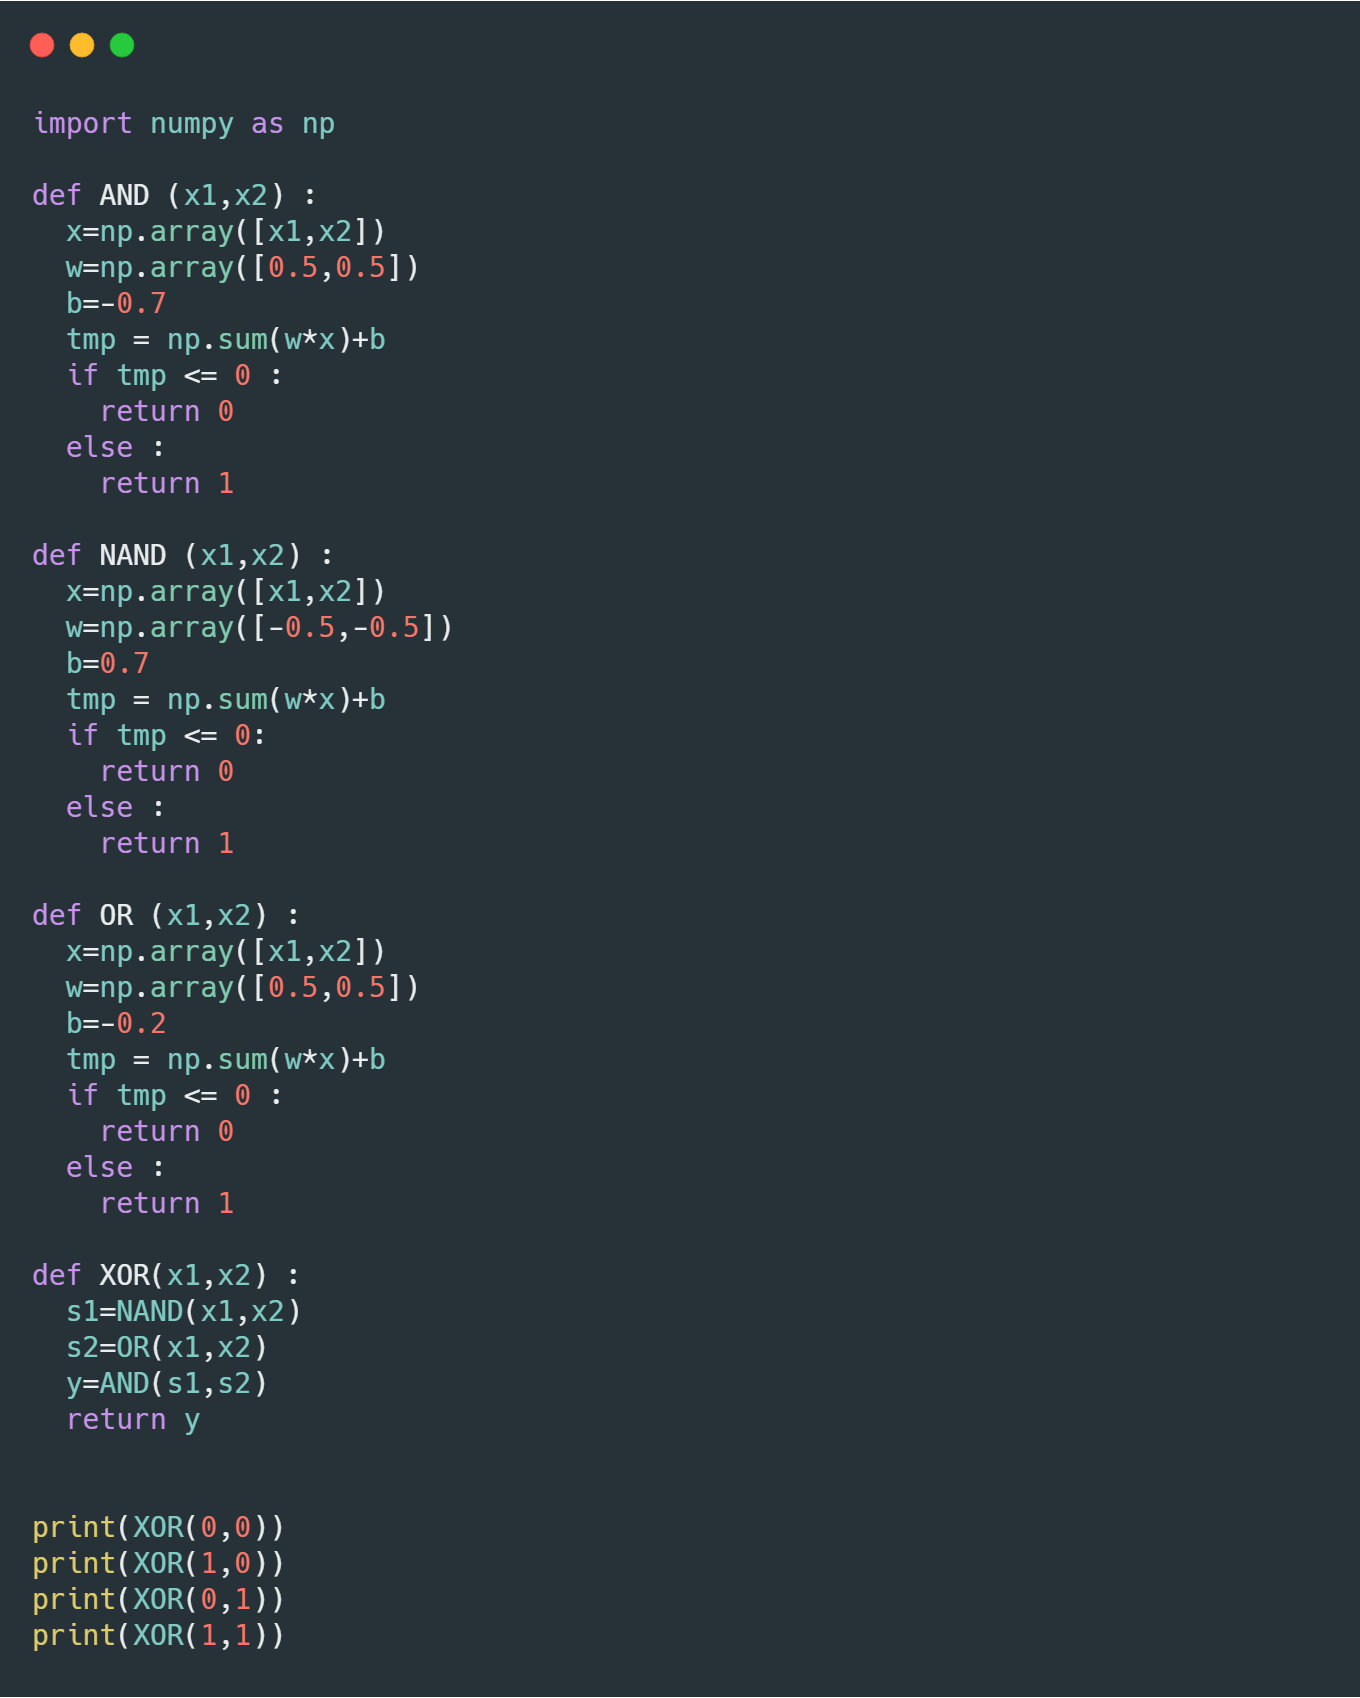 import numpy as np

def AND (x1,x2) :
  x=np.array([x1,x2])
  w=np.array([0.5,0.5])
  b=-0.7
  tmp = np.sum(w*x)+b
  if tmp <= 0 :
    return 0
  else :
    return 1

def NAND (x1,x2) :
  x=np.array([x1,x2])
  w=np.array([-0.5,-0.5])
  b=0.7
  tmp = np.sum(w*x)+b
  if tmp <= 0:
    return 0
  else :
    return 1

def OR (x1,x2) :
  x=np.array([x1,x2])
  w=np.array([0.5,0.5])
  b=-0.2
  tmp = np.sum(w*x)+b
  if tmp <= 0 :
    return 0
  else :
    return 1

def XOR(x1,x2) :
  s1=NAND(x1,x2)
  s2=OR(x1,x2)
  y=AND(s1,s2)
  return y


print(XOR(0,0))
print(XOR(1,0))
print(XOR(0,1))
print(XOR(1,1))